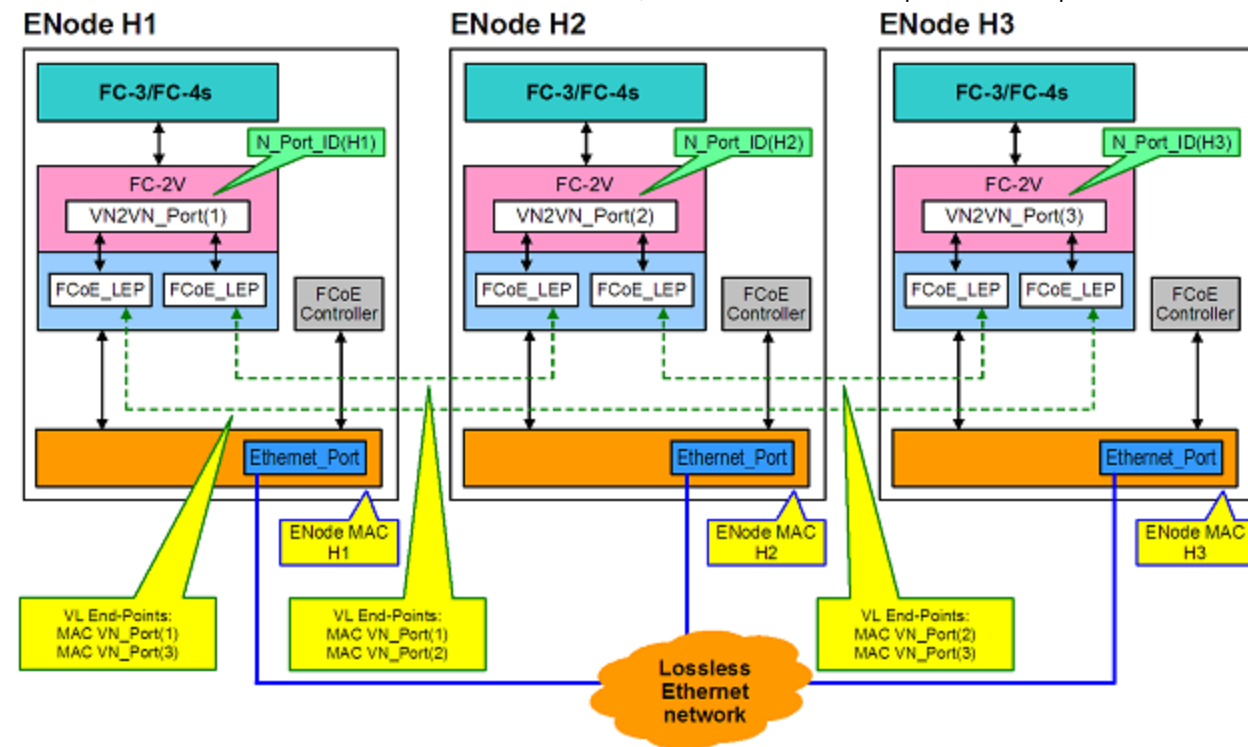 ENode H1
ENode H2
ENode H3
FC-3/FC-4s
FC-3/FC-4s
FC-3/FC-4s
N_Port_ID(H1)
N_Port_ID(H2)
N_Port_ID(H3)
FC-2V
FC-2V
FC-2V
VN2VN_Port(1)
VN2VN_Port(2)
VN2VN_Port(3)
FCoE_LEP
FCoE_LEP
FCoE
Controller
FCoE_LEP
FCoE_LEP
FCoE
Controller
FCoE_LEP
FCoE_LEP
FCoE
Controller
Ethernet_Port
Ethernet_Port
Ethernet_Port
ENode MAC
H1
ENode MAC
H2
ENode MAC
H3
VL End-Points:
MAC VN_Port(1)
MAC VN_Port(3)
VL End-Points:
MAC VN_Port(1)
MAC VN_Port(2)
VL End-Points:
MAC VN_Port(2)
MAC VN_Port(3)
Lossless
Ethernet
network